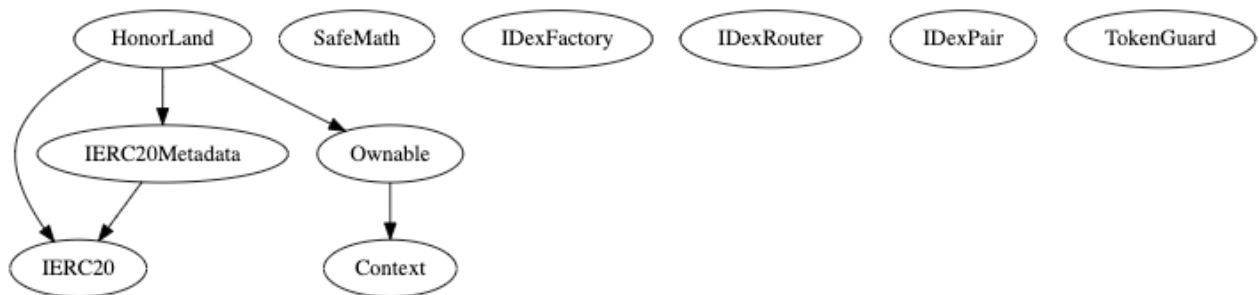 HonorLand
SafeMath
IDexFactory
IDexRouter
IDexPair
TokenGuard
IERC20Metadata
Ownable
IERC20
Context